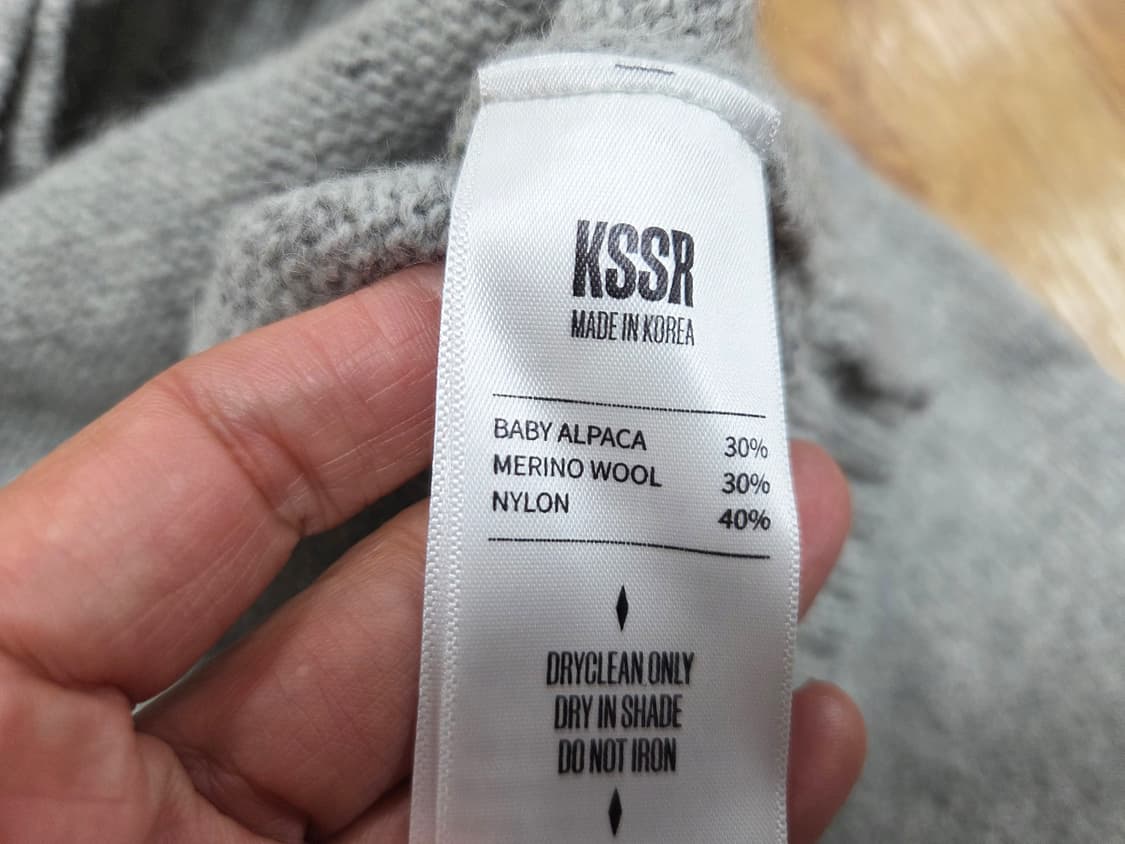 KSSR
MADE IN KOREA
BABY ALPACA 30%
MERINO WOOL 30%
NYLON 40%
DRYCLEAN ONLY
DRY IN SHADE
DO NOT IRON